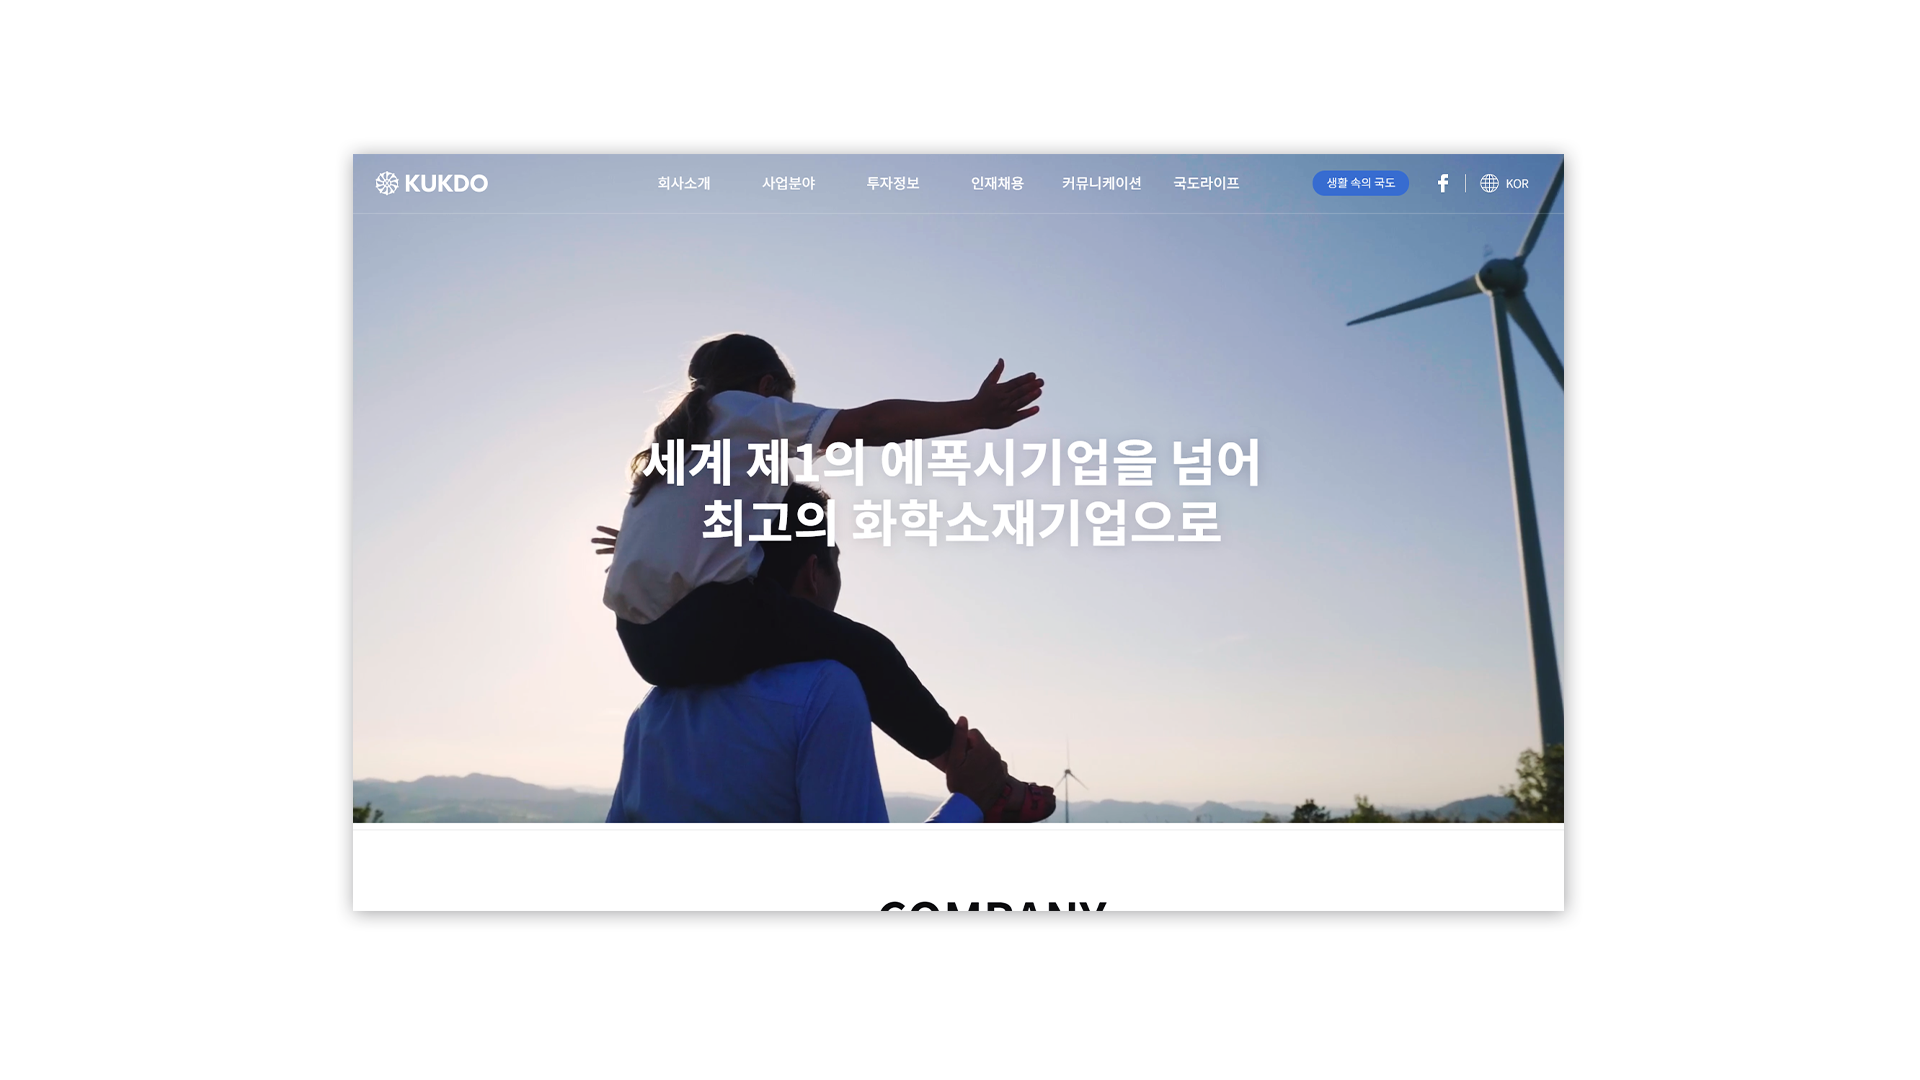 KUKDO
회사소개 사업분야 투자정보 인재채용 커뮤니케이션 국도라이프
생활 속의 국도
KOR
세계 제1의 에폭시기업을 넘어
최고의 화학소재기업으로
COMPANY